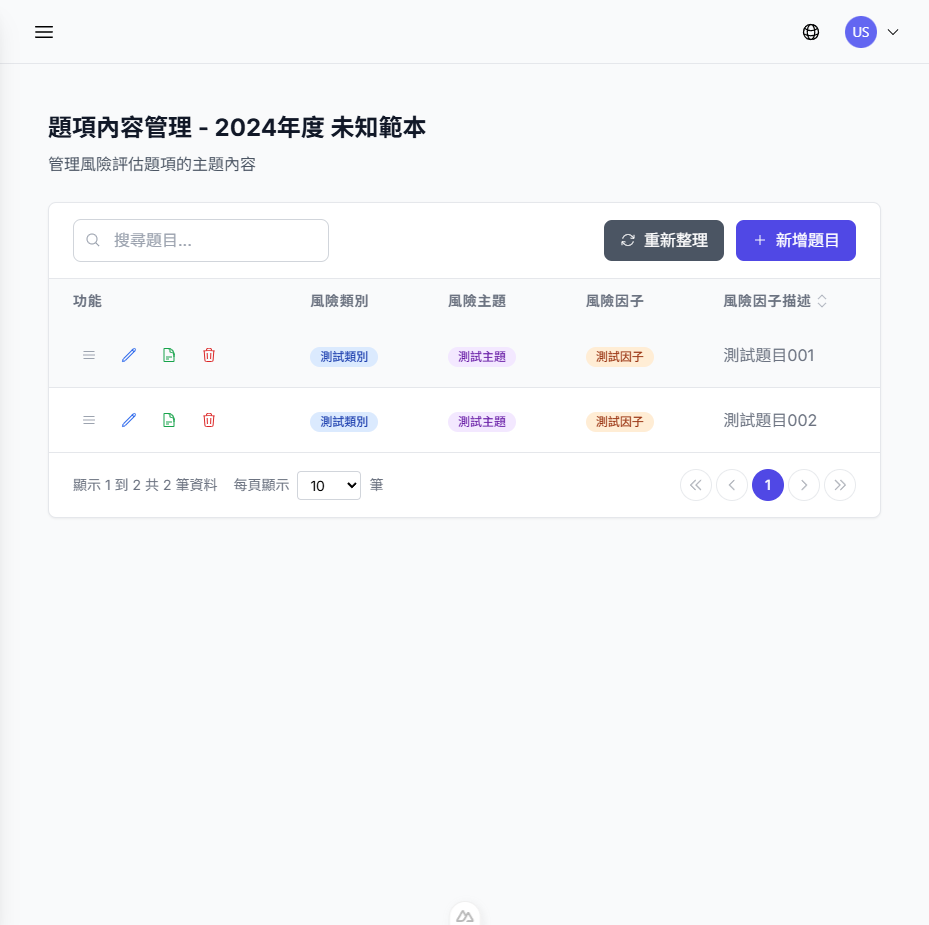 US
題項內容管理 - 2024年度 未知範本
管理風險評估題項的主題內容
搜尋題目...
重新整理
新增題目
功能 風險類別 風險主題 風險因子 風險因子描述
測試類別 測試主題 測試因子 測試題目001
測試類別 測試主題 測試因子 測試題目002
顯示 1 到 2 共 2 筆資料 每頁顯示 10 筆 1